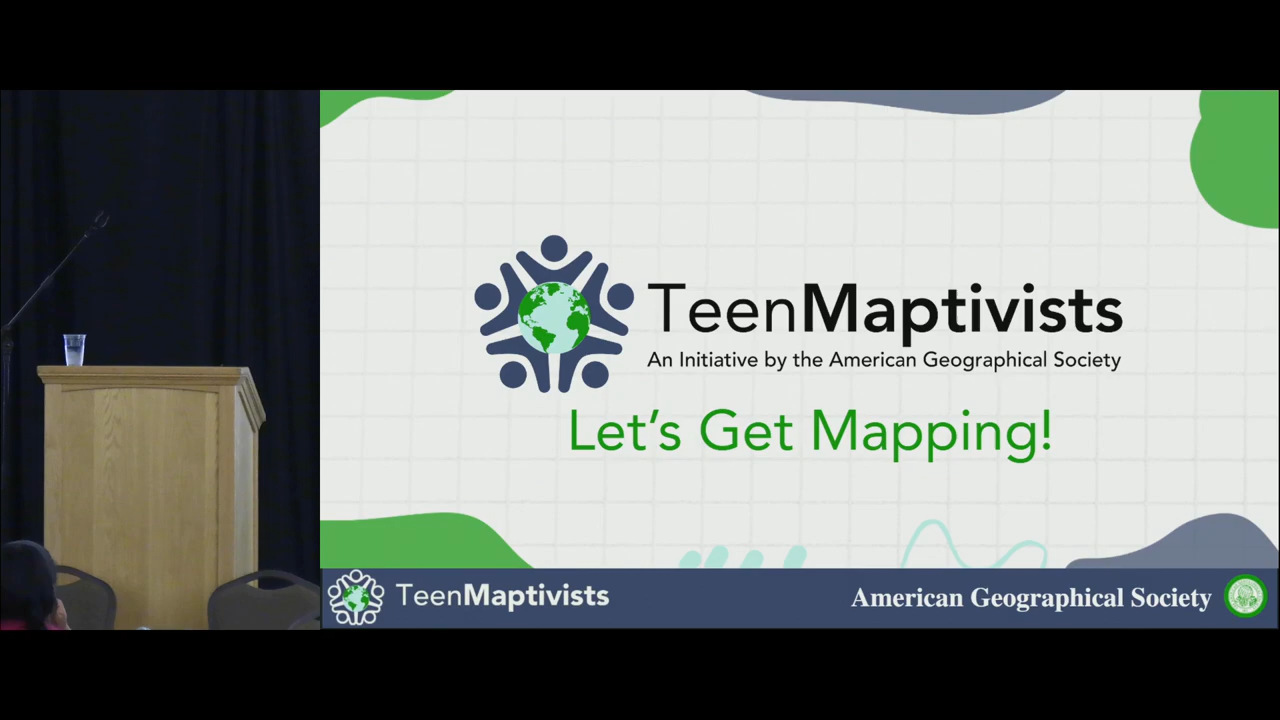 TeenMaptivists
An Initiative by the American Geographical Society
Let's Get Mapping!
TeenMaptivists
American Geographical Society